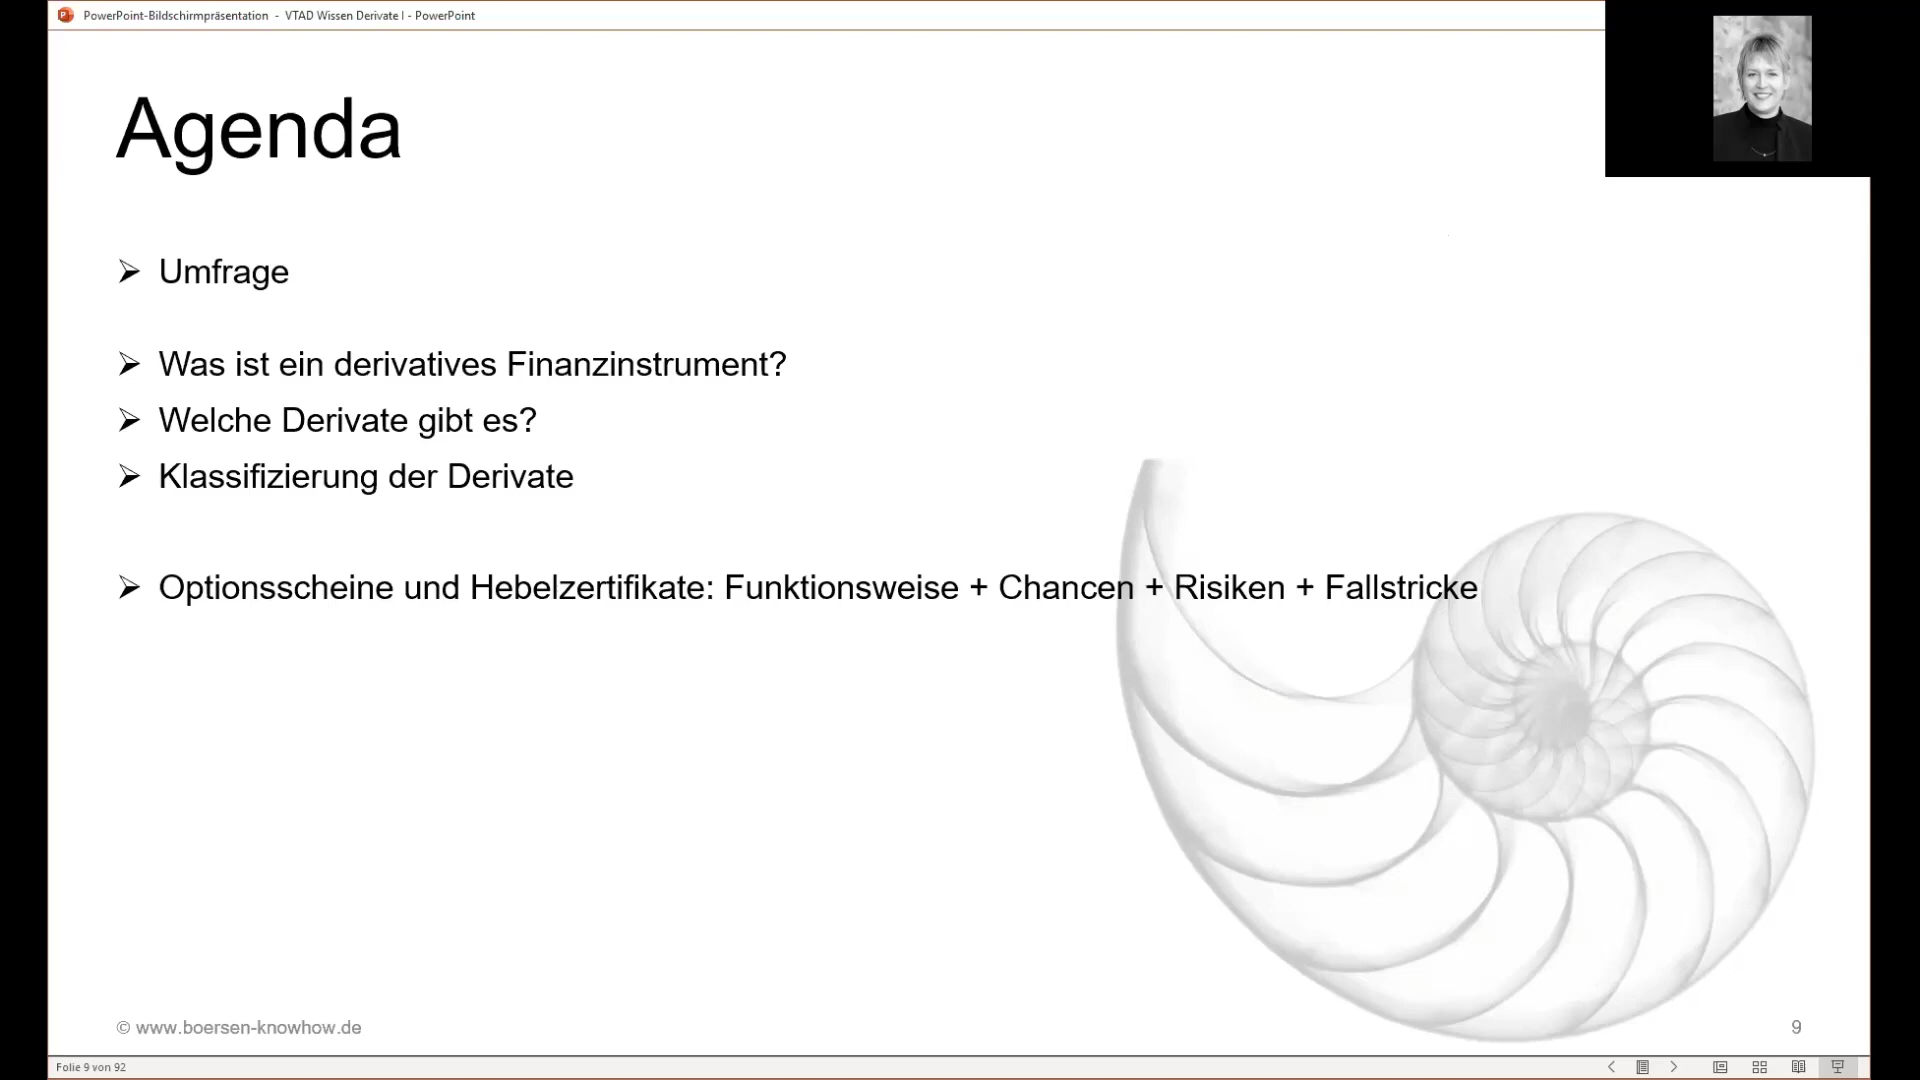 PowerPoint-Bildschirmpräsentation - VTAD Wissen Derivate I - PowerPoint
Agenda
Umfrage
Was ist ein derivatives Finanzinstrument?
Welche Derivate gibt es?
Klassifizierung der Derivate
Optionsscheine und Hebelzertifikate: Funktionsweise + Chancen + Risiken + Fallstricke
© www.boersen-knowhow.de
9
Folie 9 von 92